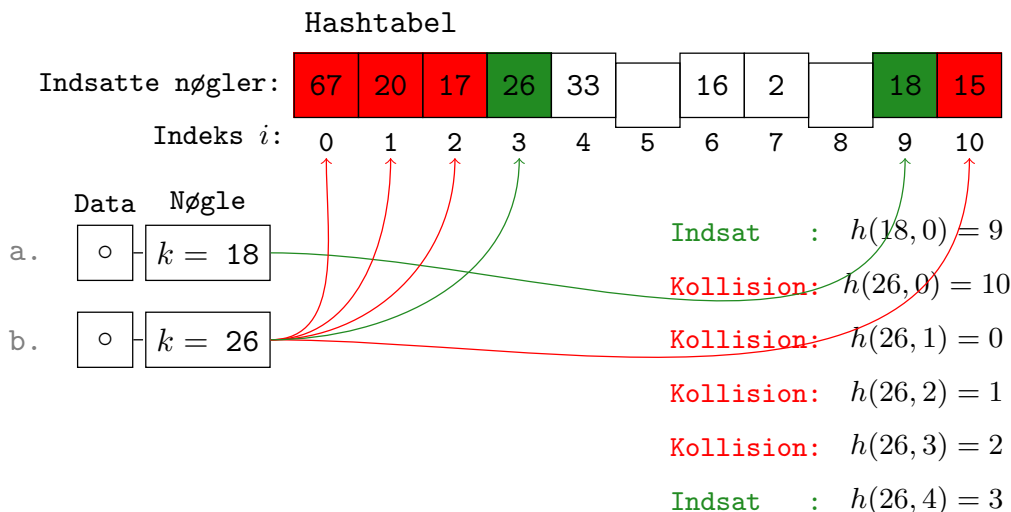 Hashtabel
Indsatte nøgler: 67 20 17 26 33 16 2 18 15
Indeks i: 0 1 2 3 4 5 6 7 8 9 10
Data Nøgle
a. k = 18
Indsat : h(18,0) = 9
Kollision: h(26,0) = 10
b. k = 26
Kollision: h(26,1) = 0
Kollision: h(26,2) = 1
Kollision: h(26,3) = 2
Indsat : h(26,4) = 3